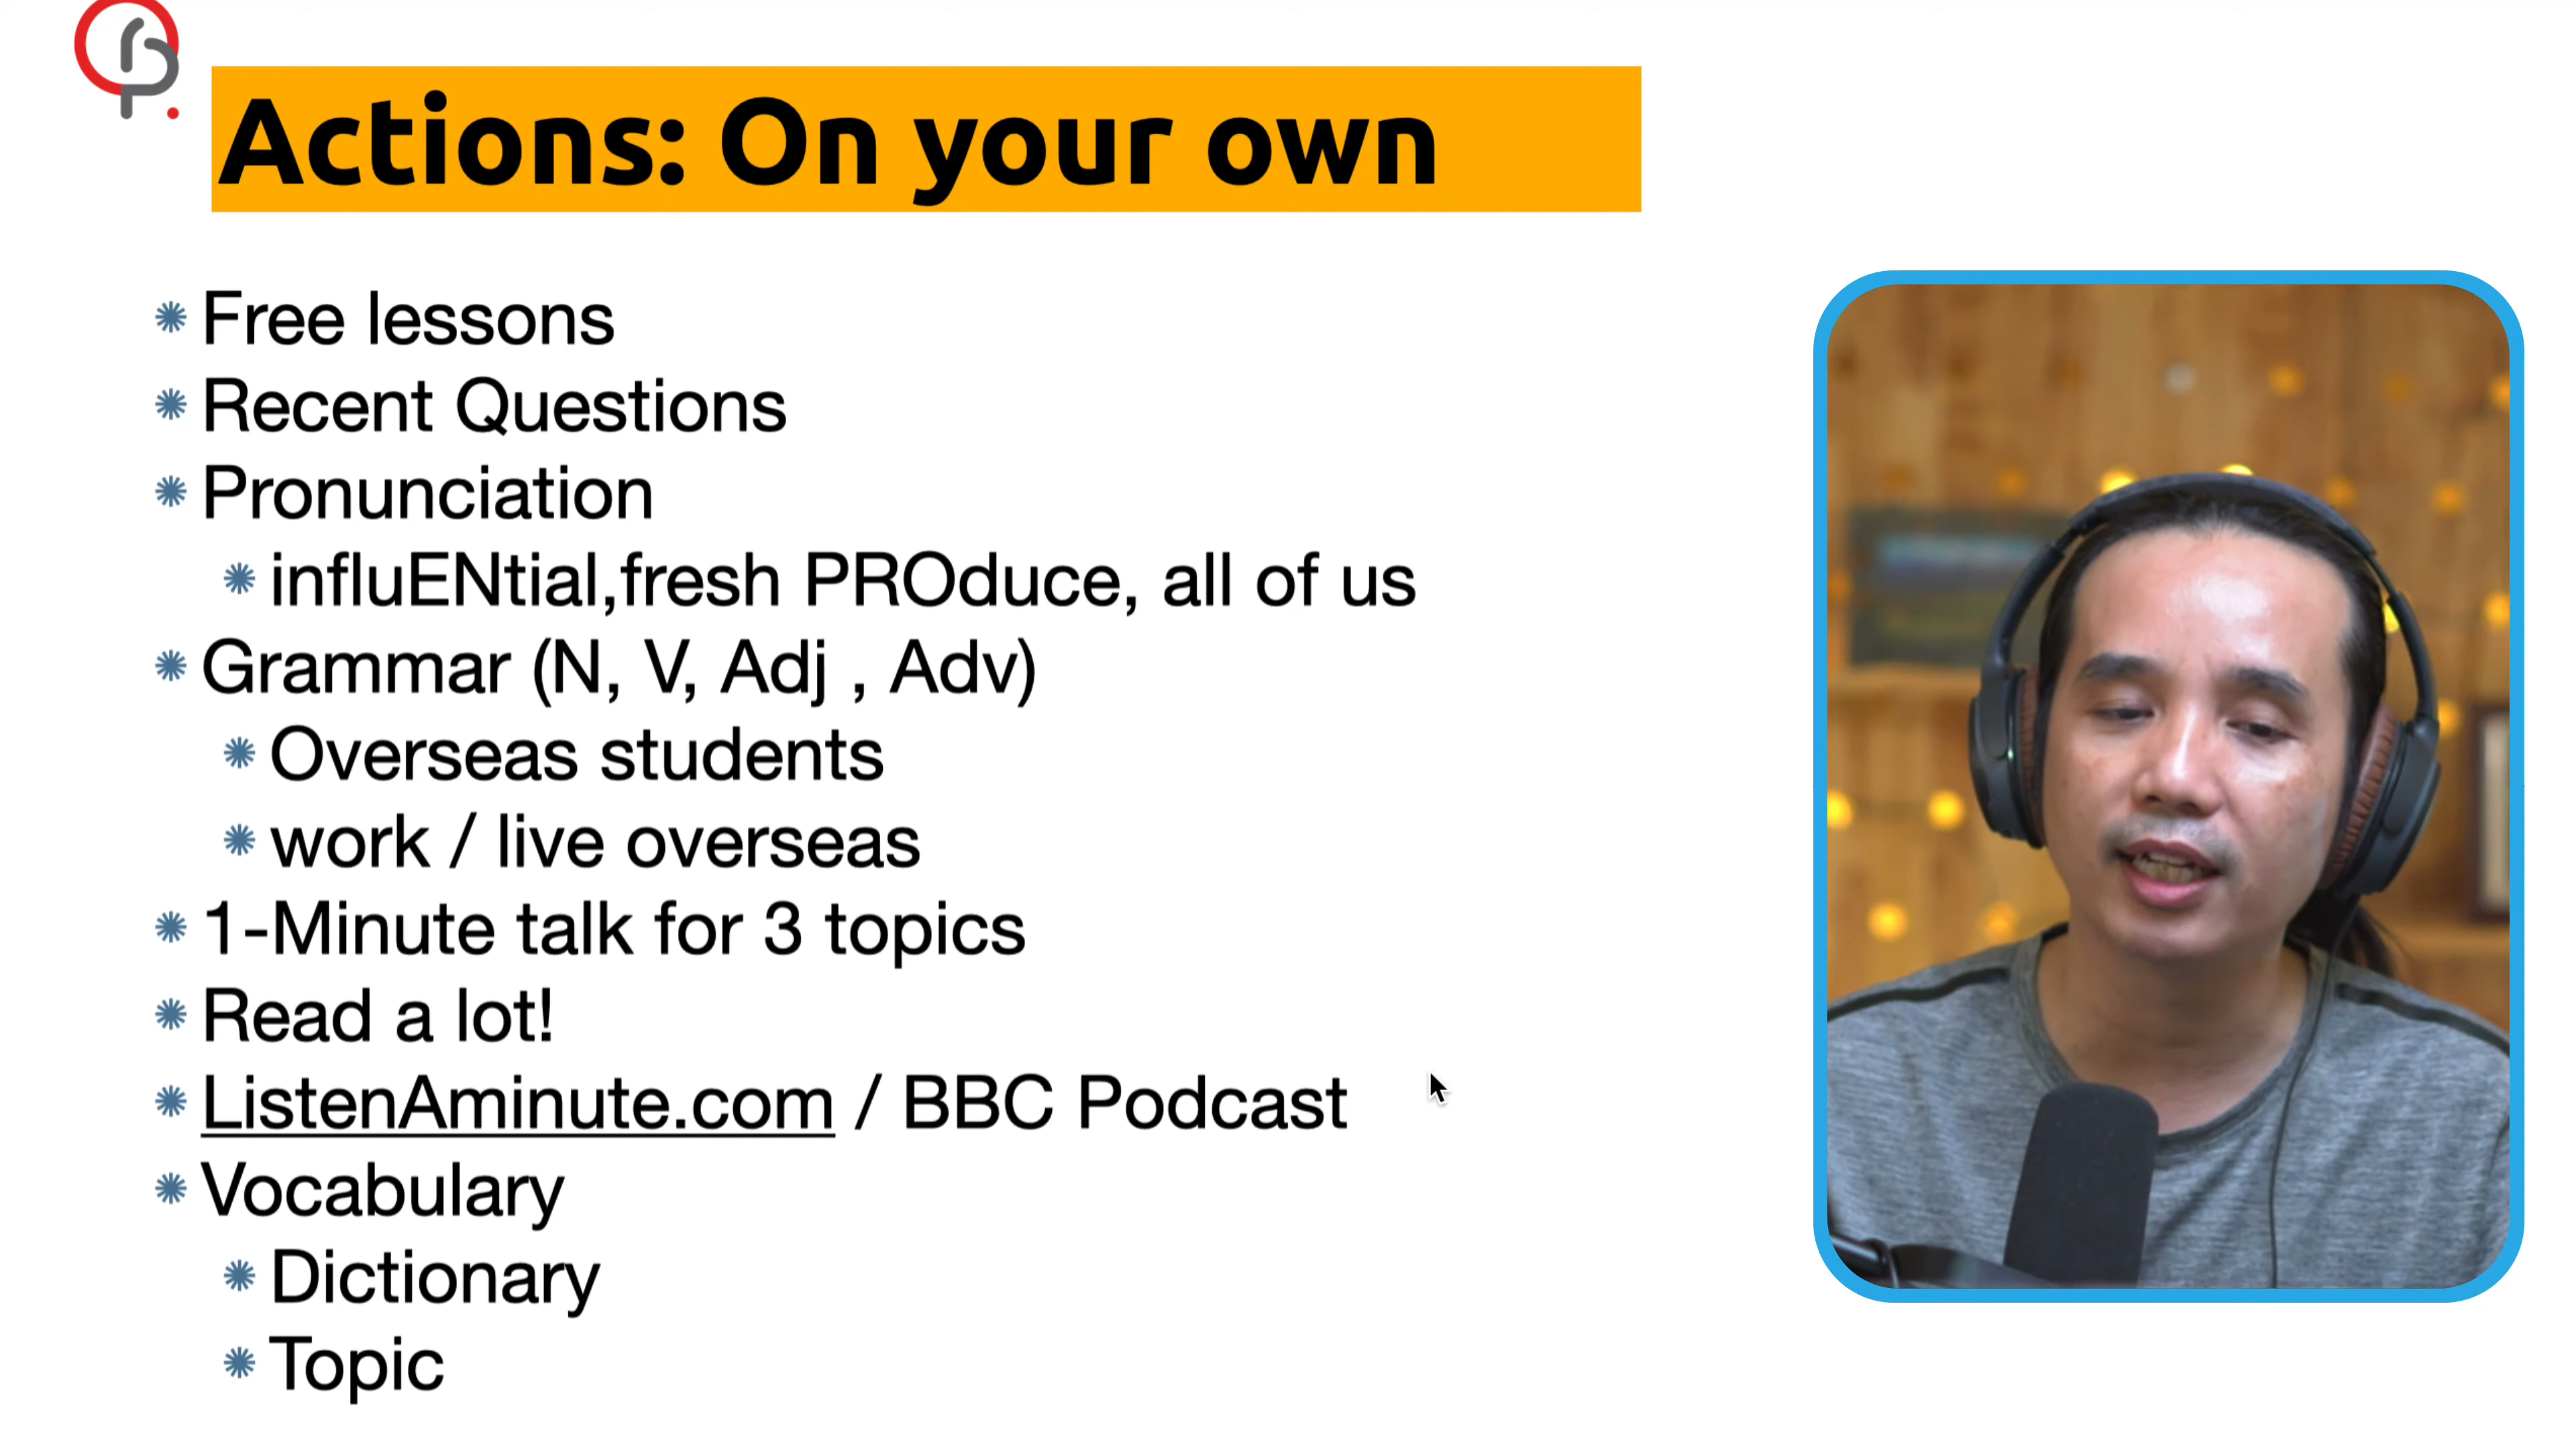 Actions: On your own
Free lessons
Recent Questions
Pronunciation
influENtial,fresh PROduce, all of us
Grammar (N, V, Adj , Adv)
Overseas students
work / live overseas
1-Minute talk for 3 topics
Read a lot!
ListenAminute.com / BBC Podcast
Vocabulary
Dictionary
Topic